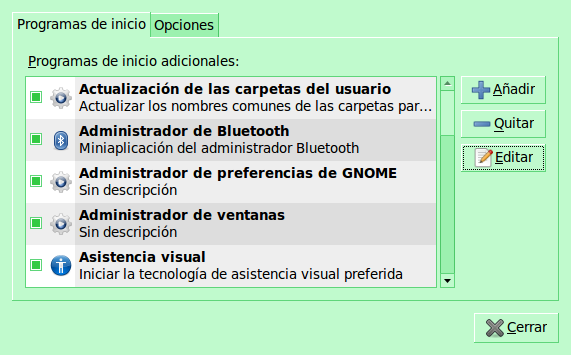 Programas de inicio
Opciones
Programas de inicio adicionales:
Actualización de las carpetas del usuario
Actualizar los nombres comunes de las carpetas par...
Administrador de Bluetooth
Miniaplicación del administrador Bluetooth
Administrador de preferencias de GNOME
Sin descripción
Administrador de ventanas
Sin descripción
Asistencia visual
Iniciar la tecnología de asistencia visual preferida
Añadir
Quitar
Editar
Cerrar